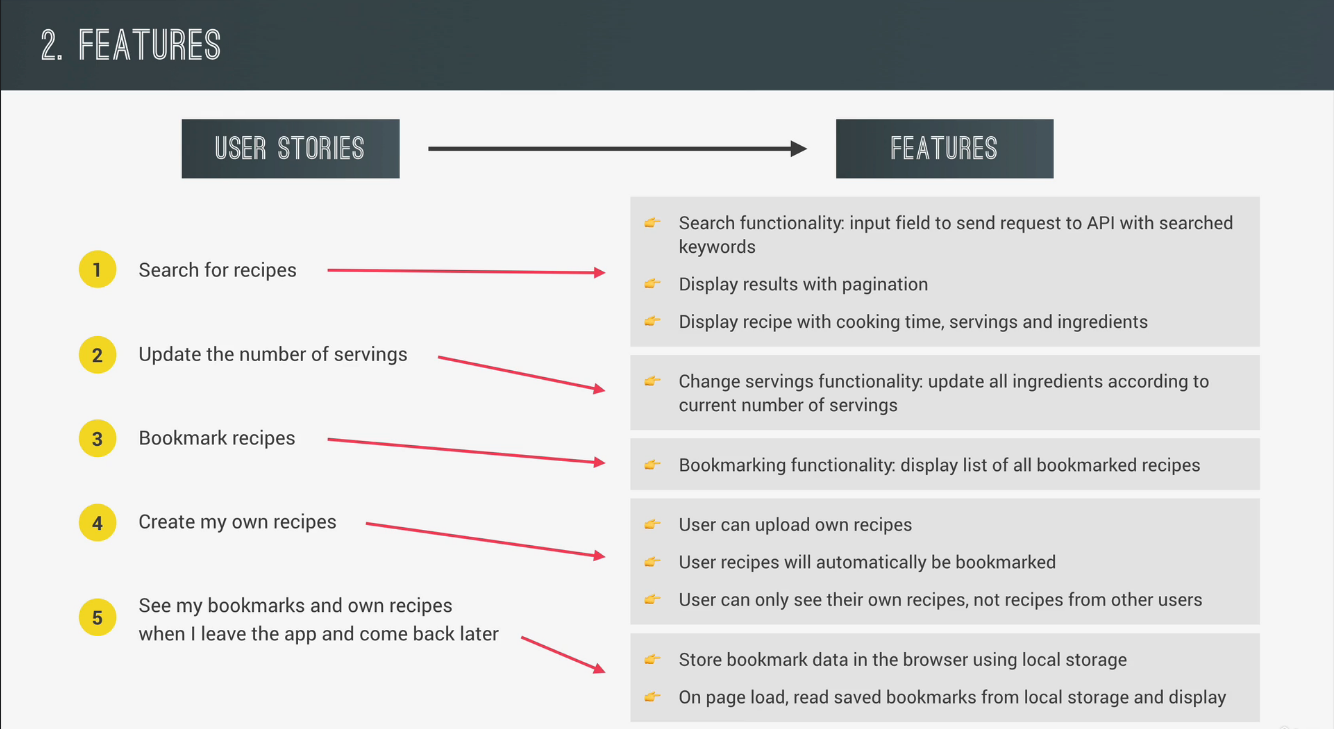 2. FEATURES
USER STORIES
FEATURES
1 Search for recipes
2 Update the number of servings
3 Bookmark recipes
4 Create my own recipes
5 See my bookmarks and own recipes
when I leave the app and come back later
Search functionality: input field to send request to API with searched
keywords
Display results with pagination
Display recipe with cooking time, servings and ingredients
Change servings functionality: update all ingredients according to
current number of servings
Bookmarking functionality: display list of all bookmarked recipes
User can upload own recipes
User recipes will automatically be bookmarked
User can only see their own recipes, not recipes from other users
Store bookmark data in the browser using local storage
On page load, read saved bookmarks from local storage and display